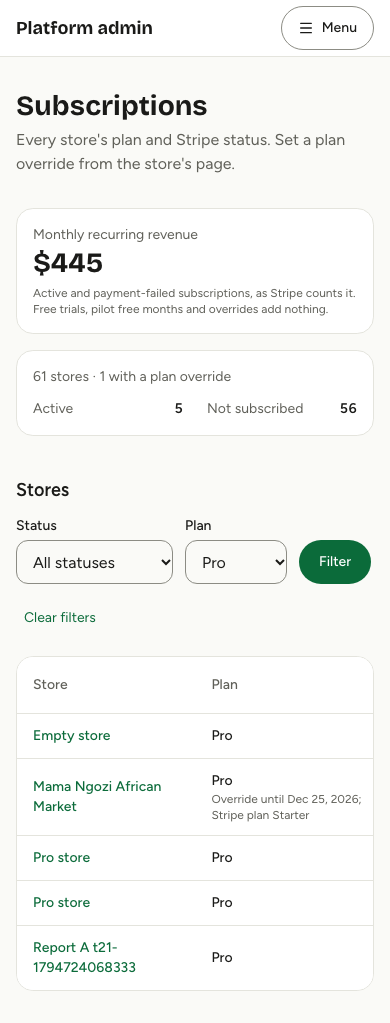 Platform admin
Menu
Subscriptions
Every store's plan and Stripe status. Set a plan
override from the store's page.
Monthly recurring revenue
$445
Active and payment-failed subscriptions, as Stripe counts it.
Free trials, pilot free months and overrides add nothing.
61 stores · 1 with a plan override
Active 5 Not subscribed 56
Stores
Status Plan
All statuses Pro Filter
Clear filters
Store Plan
Empty store Pro
Mama Ngozi African
Market
Pro
Override until Dec 25, 2026;
Stripe plan Starter
Pro store Pro
Pro store Pro
Report A t21-
1794724068333
Pro